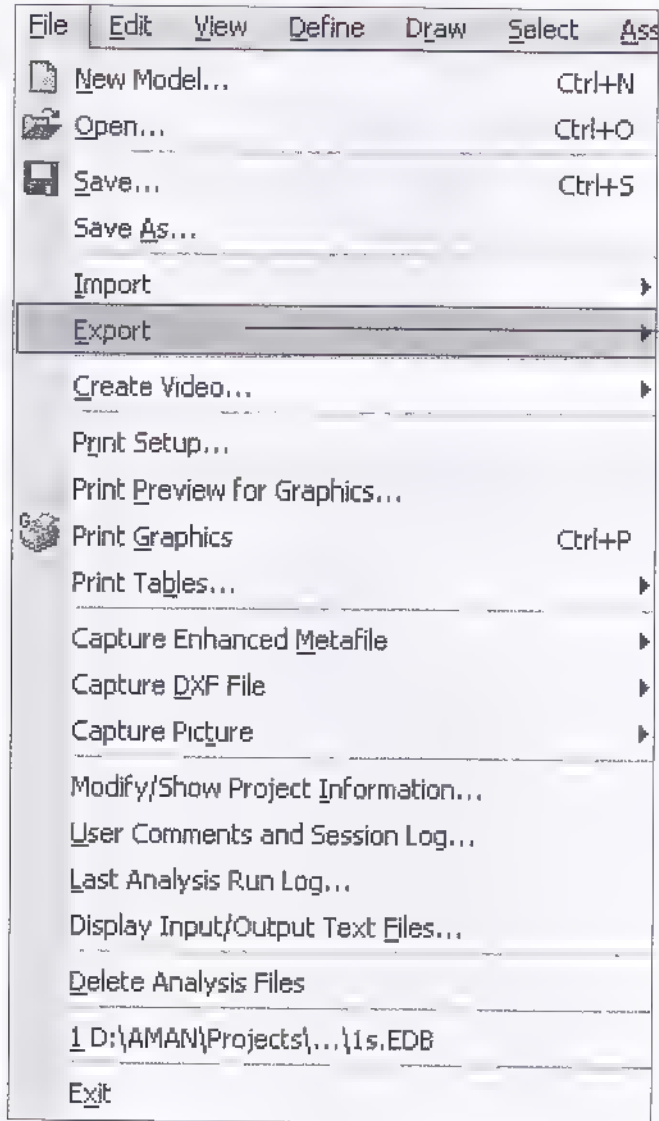 File Edit View Define Draw Select Ass
New Model... Ctrl+N
Open... Ctrl+O
Save... Ctrl+S
Save As...
Import
Export
Create Video...
Print Setup...
Print Preview for Graphics...
Print Graphics Ctrl+P
Print Tables...
Capture Enhanced Metafile
Capture DXF File
Capture Picture
Modify/Show Project Information...
User Comments and Session Log...
Last Analysis Run Log...
Display Input/Output Text Files...
Delete Analysis Files
1 D:\AMAN\Projects\...\1s.EDB
Exit